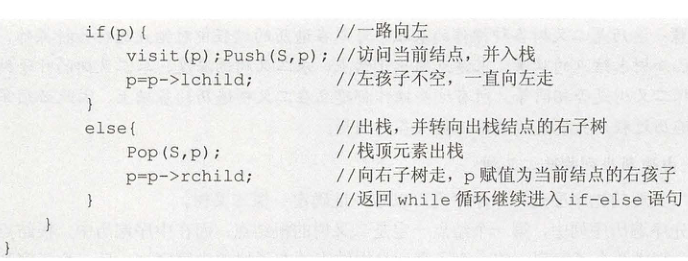 if(p){ //一路向左
visit(p);Push(S,p); //访问当前结点，并入栈
p=p->lchild; //左孩子不空，一直向左走
}
else{ //出栈，并转向出栈结点的右子树
Pop(S,p); //栈顶元素出栈
p=p->rchild; //向右子树走，p 赋值为当前结点的右孩子
} //返回 while 循环继续进入 if-else 语句
}
}